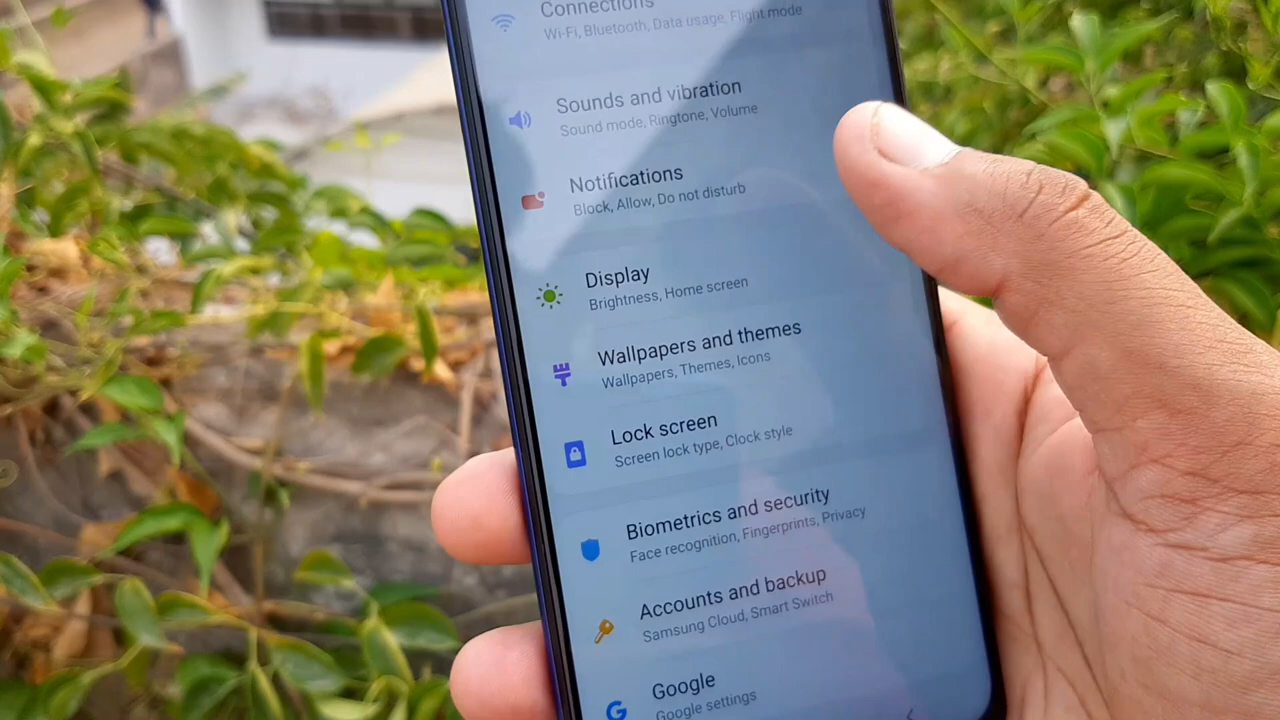 Connections
Wi-Fi, Bluetooth, Data usage, Flight mode
Sounds and vibration
Sound mode, Ringtone, Volume
Notifications
Block, Allow, Do not disturb
Display
Brightness, Home screen
Wallpapers and themes
Wallpapers, Themes, Icons
Lock screen
Screen lock type, Clock style
Biometrics and security
Face recognition, Fingerprints, Privacy
Accounts and backup
Samsung Cloud, Smart Switch
Google
Google settings